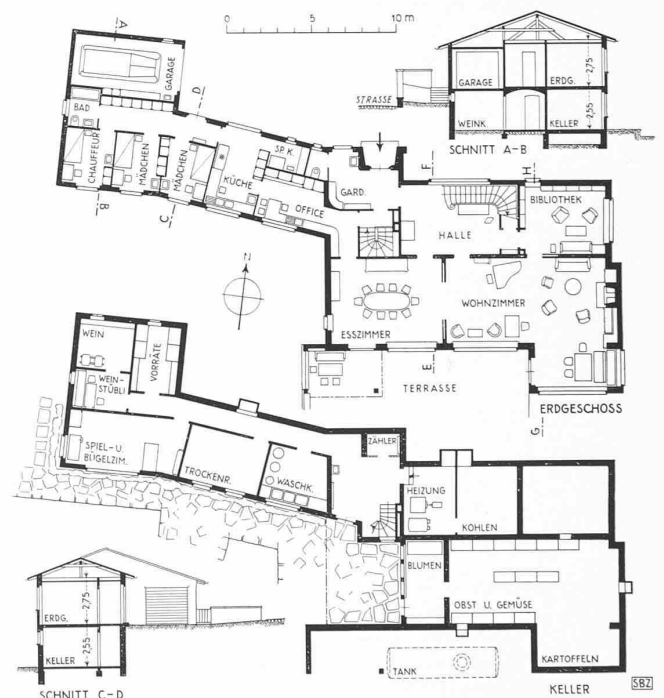 0 5 10 m
A
GARAGE
D
BAD
CHAUFFEUR
MÄDCHEN
MÄDCHEN
KÜCHE
SP. K.
OFFICE
GARD.
B
C
F
H
BIBLIOTHEK
HALLE
N
ESSZIMMER
WOHNZIMMER
E
TERRASSE
G
ERDGESCHOSS
GARAGE
ERDG.
2,75
STRASSE
WEINK.
KELLER
2,55
SCHNITT A-B
WEIN
VORRÄTE
WEIN-
STÜBLI
SPIEL- U.
BÜGELZIM.
TROCKENR.
WASCHK.
ZÄHLER
HEIZUNG
KOHLEN
BLUMEN
OBST U. GEMÜSE
KARTOFFELN
TANK
KELLER
SBZ
ERDG.
2,75
KELLER
2,55
SCHNITT C-D